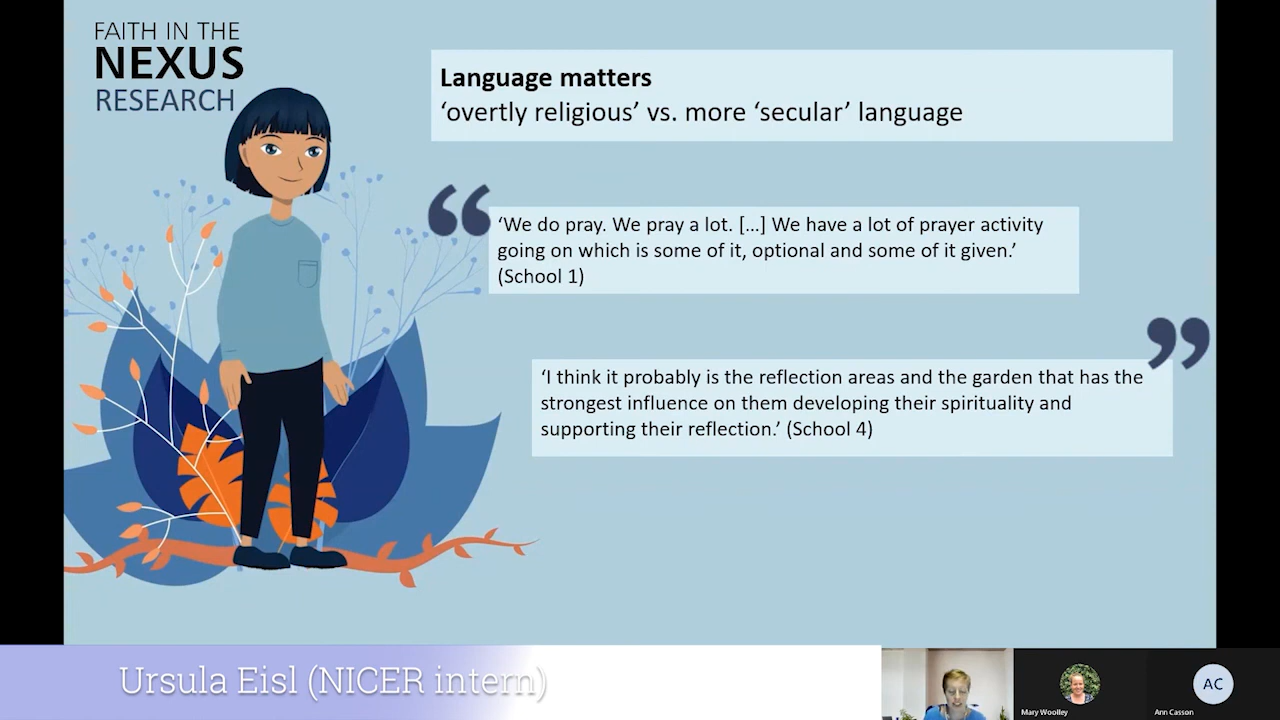 FAITH IN THE
NEXUS
RESEARCH
Language matters
‘overtly religious’ vs. more ‘secular’ language
‘We do pray. We pray a lot. […] We have a lot of prayer activity
going on which is some of it, optional and some of it given.’
(School 1)
‘I think it probably is the reflection areas and the garden that has the
strongest influence on them developing their spirituality and
supporting their reflection.’ (School 4)
Ursula Eisl (NICER intern)
Mary Woolley
AC
Ann Casson